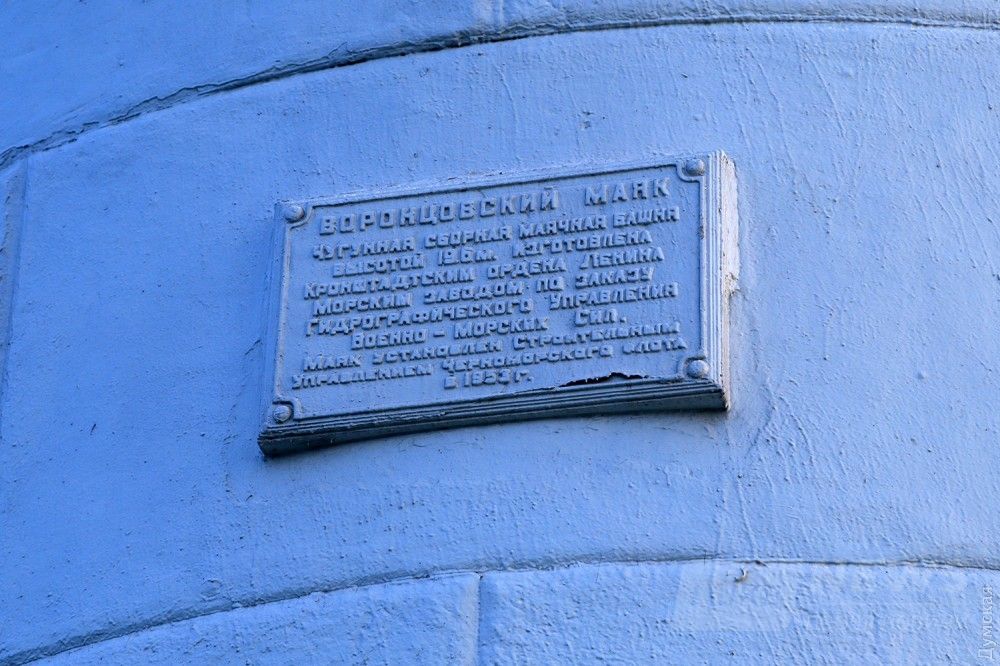 ВОРОНЦОВСКИЙ МАЯК
ЧУГУННАЯ СБОРНАЯ МАЯЧНАЯ БАШНЯ
ВЫСОТОЙ 19,6 М. ИЗГОТОВЛЕНА
КРОНШТАДТСКИМ ОРДЕНА ЛЕНИНА
МОРСКИМ ЗАВОДОМ ПО ЗАКАЗУ
ГИДРОГРАФИЧЕСКОГО УПРАВЛЕНИЯ
ВОЕННО-МОРСКИХ СИЛ.
МАЯК УСТАНОВЛЕН СТРОИТЕЛЬНЫМ
УПРАВЛЕНИЕМ ЧЕРНОМОРСКОГО ФЛОТА
В 1953 Г.
Думская